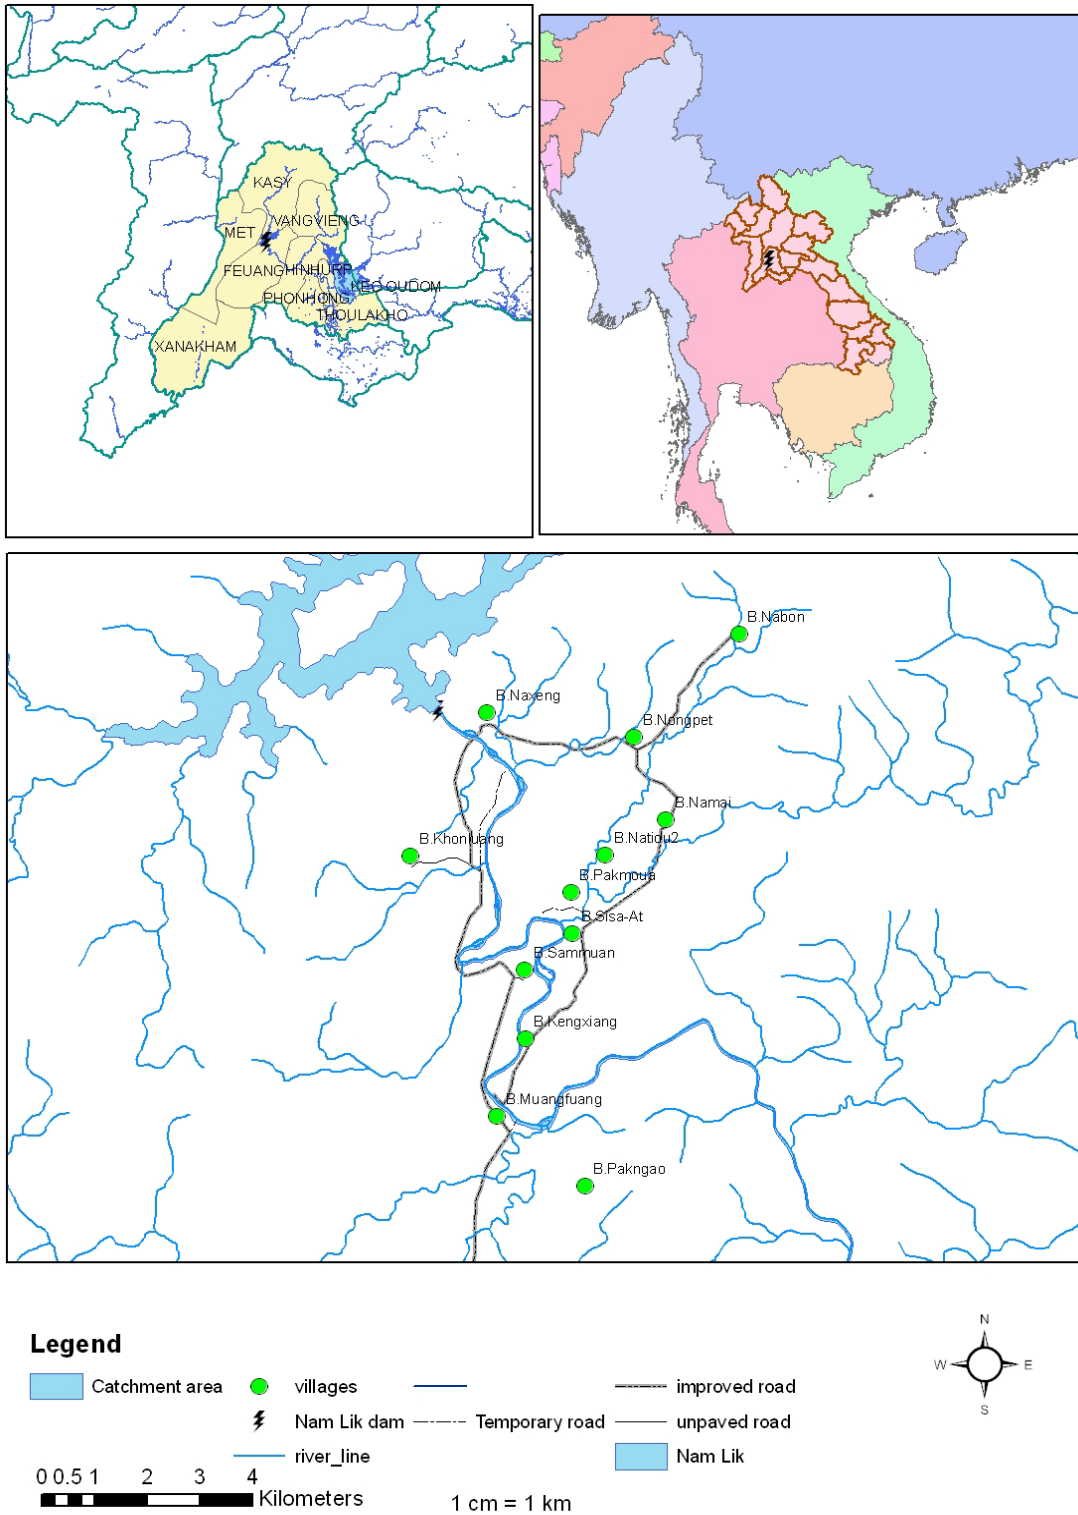 KASY
VANGVIENG
MET
FEUANG
HINHURP
KEO OUDOM
PHONHONG
THOULAKHO
XANAKHAM
B.Nabon
B.Naxeng
B.Nongpet
B.Namai
B.Khonluang
B.Natidu2
B.Pakmoua
B.Sisa-At
B.Sammuan
B.Kengxiang
B.Muangfuang
B.Pakngao
Legend
Catchment area
villages
improved road
Nam Lik dam
Temporary road
unpaved road
river_line
Nam Lik
0 0.5 1 2 3 4
Kilometers
1 cm = 1 km
N
W E
S